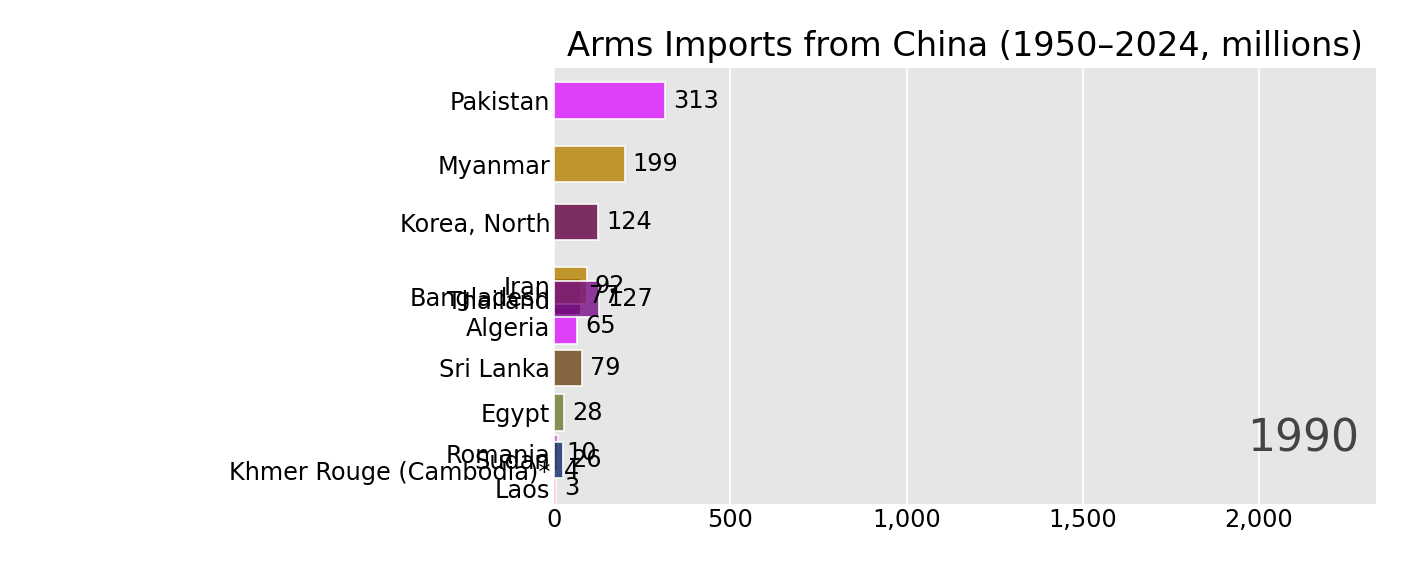 Arms Imports from China (1950–2024, millions)
Pakistan 313
Myanmar 199
Korea, North 124
Iran 92
Bangladesh 77
Thailand 127
Algeria 65
Sri Lanka 79
Egypt 28
Romania 10
Sudan 26
Khmer Rouge (Cambodia)* 4
Laos 3
1990
0 500 1,000 1,500 2,000